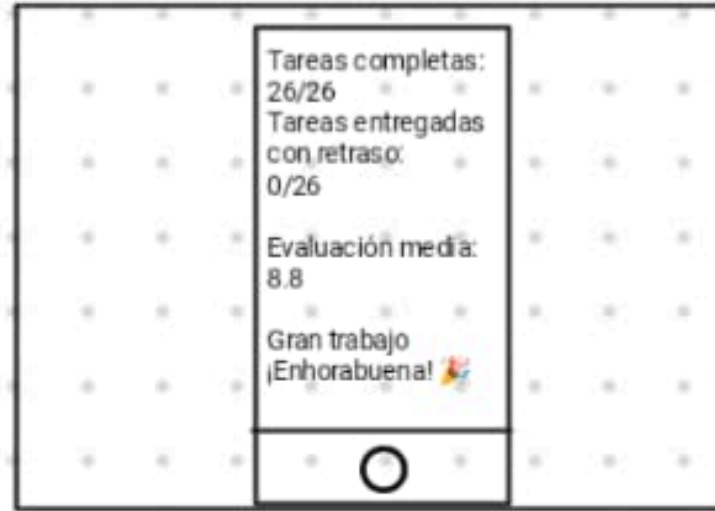 Tareas completas:
26/26
Tareas entregadas
con retraso:
0/26
Evaluación media:
8.8
Gran trabajo
¡Enhorabuena! 🎉